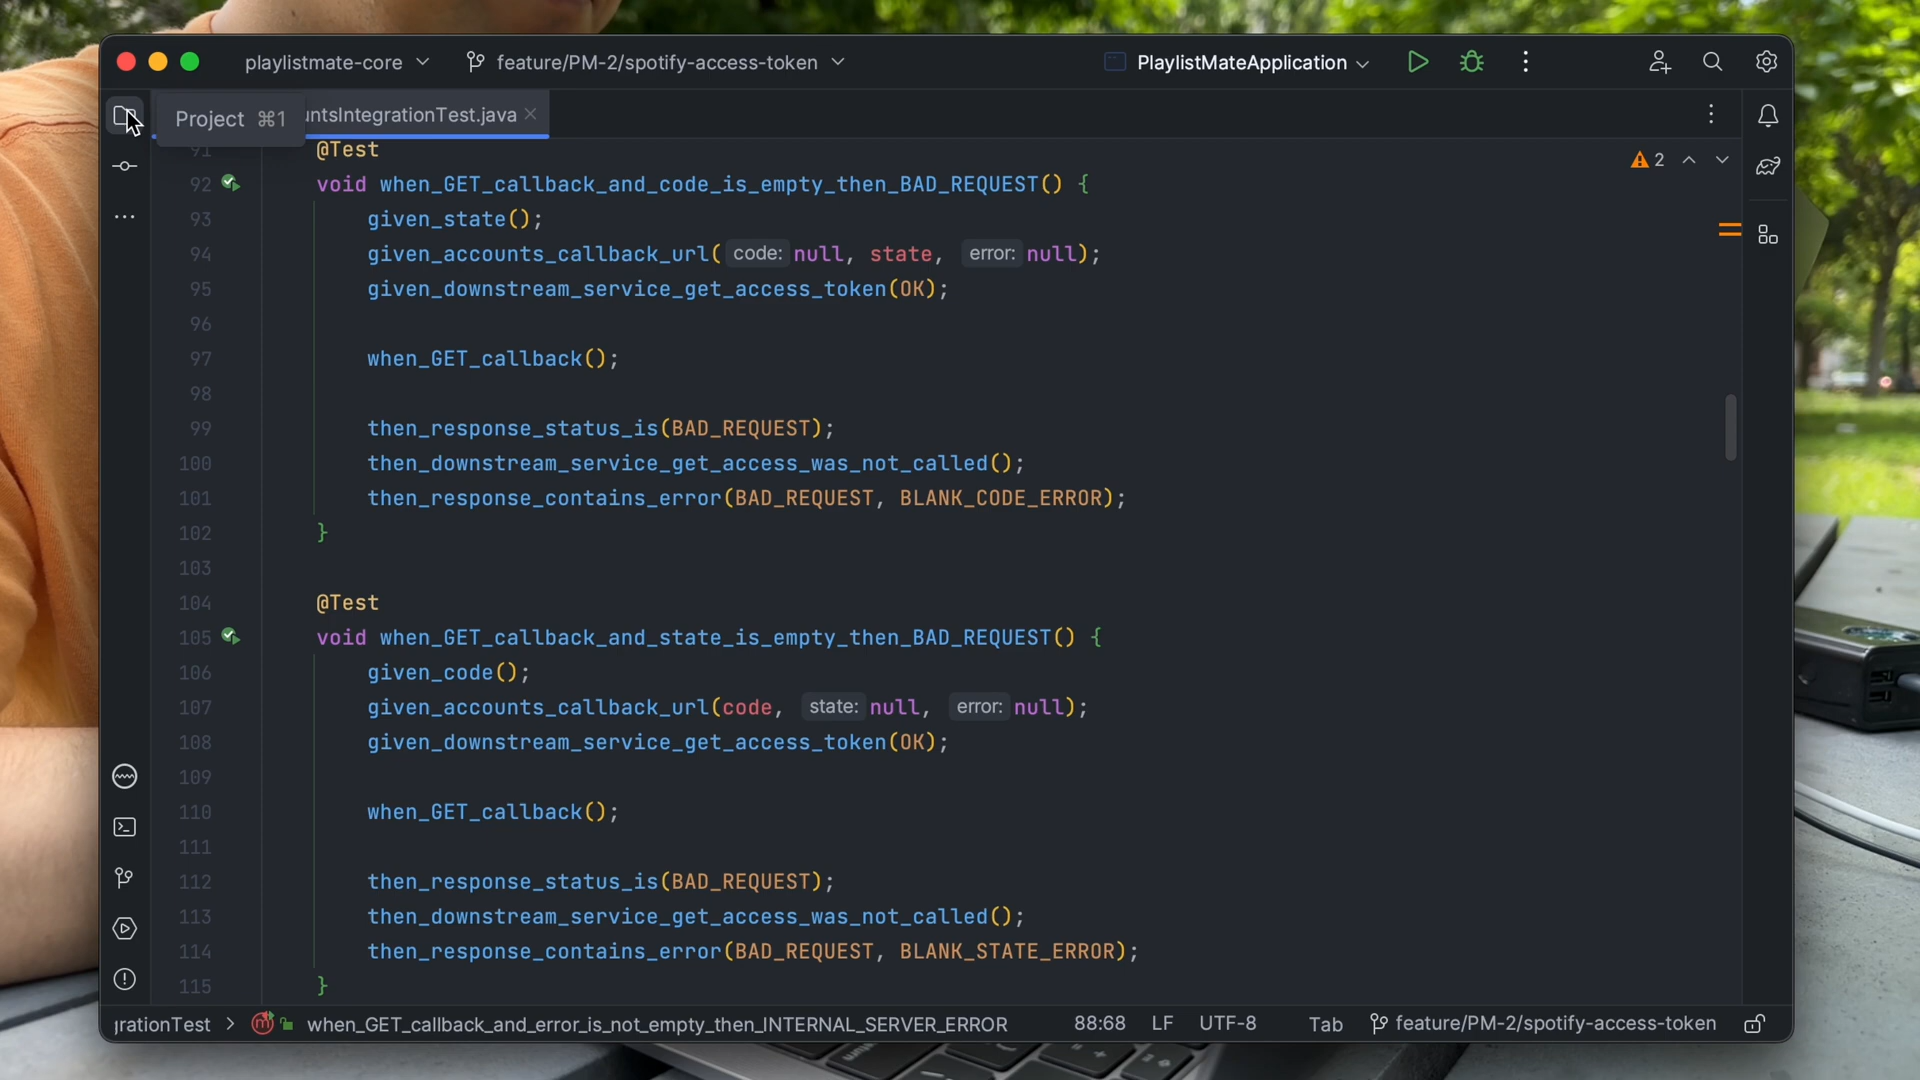 playlistmate-core
feature/PM-2/spotify-access-token
PlaylistMateApplication
Project ⌘1
untsIntegrationTest.java
2
91 @Test
92 void when_GET_callback_and_code_is_empty_then_BAD_REQUEST() {
93 given_state();
94 given_accounts_callback_url( code: null, state, error: null);
95 given_downstream_service_get_access_token(OK);
96
97 when_GET_callback();
98
99 then_response_status_is(BAD_REQUEST);
100 then_downstream_service_get_access_was_not_called();
101 then_response_contains_error(BAD_REQUEST, BLANK_CODE_ERROR);
102 }
103
104 @Test
105 void when_GET_callback_and_state_is_empty_then_BAD_REQUEST() {
106 given_code();
107 given_accounts_callback_url(code, state: null, error: null);
108 given_downstream_service_get_access_token(OK);
109
110 when_GET_callback();
111
112 then_response_status_is(BAD_REQUEST);
113 then_downstream_service_get_access_was_not_called();
114 then_response_contains_error(BAD_REQUEST, BLANK_STATE_ERROR);
115 }
grationTest > when_GET_callback_and_error_is_not_empty_then_INTERNAL_SERVER_ERROR 88:68 LF UTF-8 Tab feature/PM-2/spotify-access-token